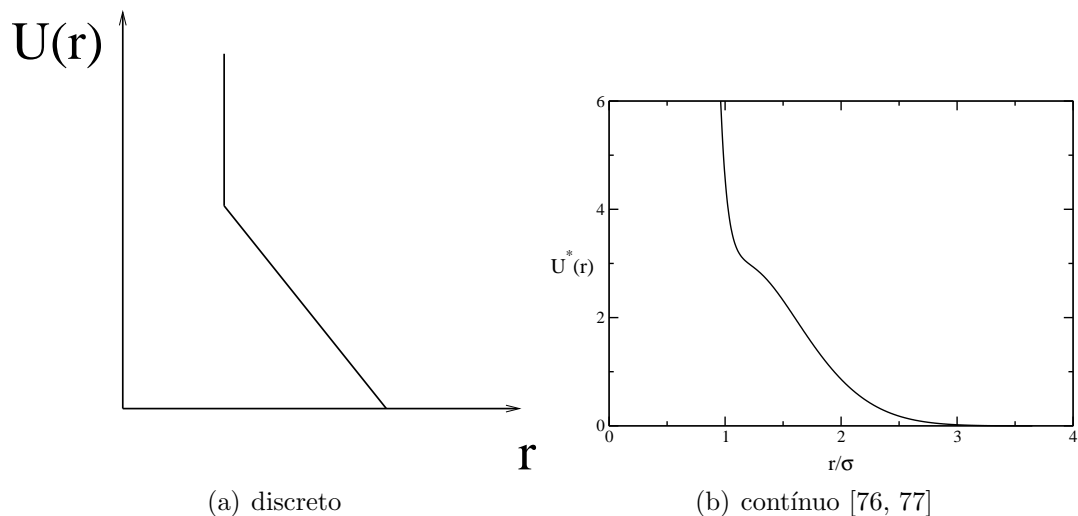 U(r)
r
6
4
U*(r)
2
0
0 1 2 3 4
r/σ
(a) discreto (b) contínuo [76, 77]